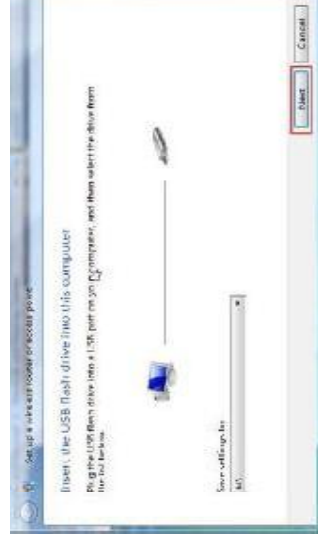 Set up a wireless router or access point
Insert the USB flash drive into this computer
Plug the USB flash drive into a USB port on your computer, and then select the drive from
the list below.
Save settings to:
Next
Cancel